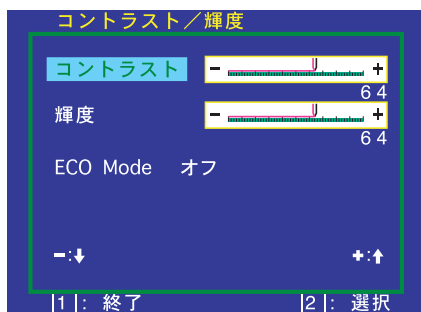 コントラスト／輝度
コントラスト - +
64
輝度 - +
64
ECO Mode オフ
-:↓ +:↑
|1|: 終了 |2|: 選択